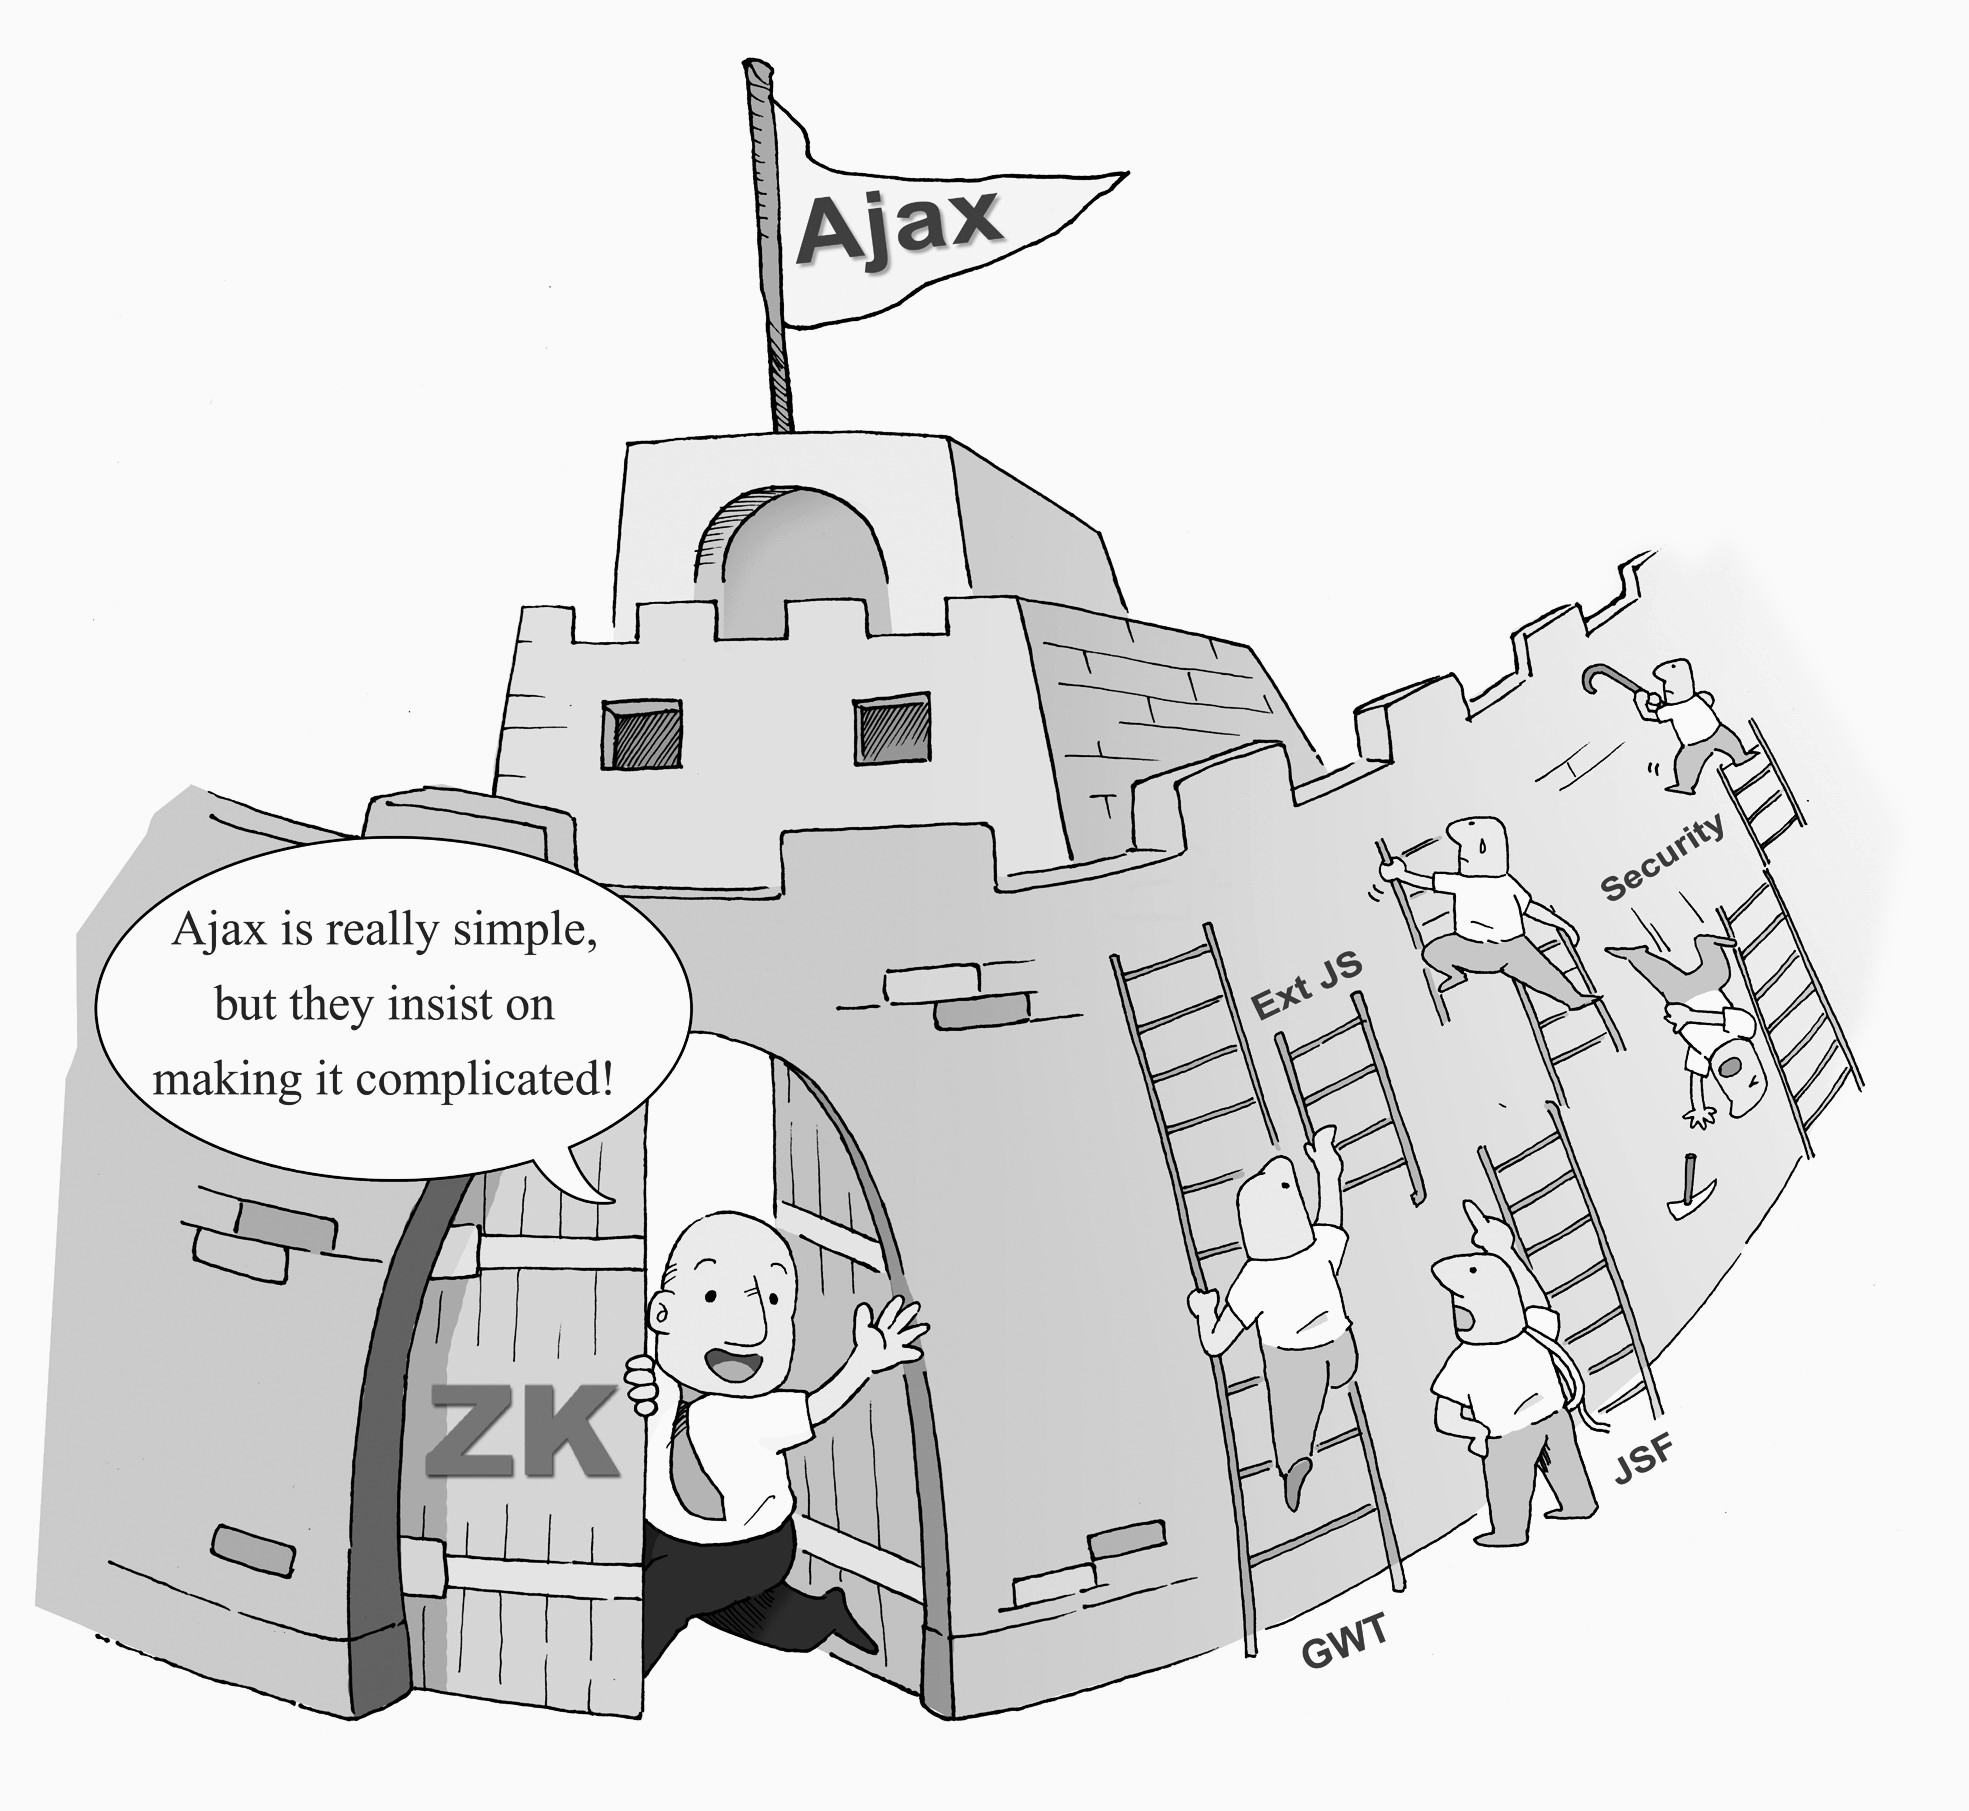 Ajax
Ajax is really simple,
but they insist on
making it complicated!
Security
Ext JS
ZK
JSF
GWT